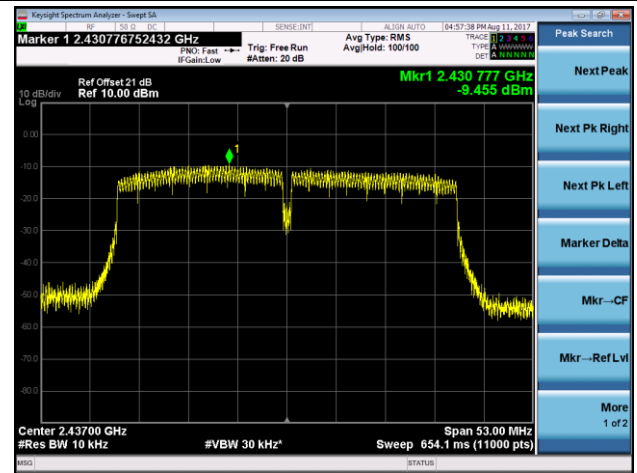 Keysight Spectrum Analyzer - Swept SA
RF 50 Ω DC SENSE:INT ALIGN AUTO 04:57:38 PM Aug 11, 2017
Marker 1 2.430776752432 GHz
PNO: Fast
IFGain:Low
Trig: Free Run
#Atten: 20 dB
Avg Type: RMS
Avg|Hold: 100/100
TRACE 1 2 3 4 5 6
TYPE A WWWWW
DET A N N N N N
Peak Search
Ref Offset 21 dB
10 dB/div Ref 10.00 dBm
Log
Mkr1 2.430 777 GHz
-9.455 dBm
1
0.00
-10.0
-20.0
-30.0
-40.0
-50.0
-60.0
-70.0
-80.0
Center 2.43700 GHz Span 53.00 MHz
#Res BW 10 kHz #VBW 30 kHz* Sweep 654.1 ms (11000 pts)
MSG STATUS
Next Peak
Next Pk Right
Next Pk Left
Marker Delta
Mkr→CF
Mkr→Ref Lvl
More
1 of 2